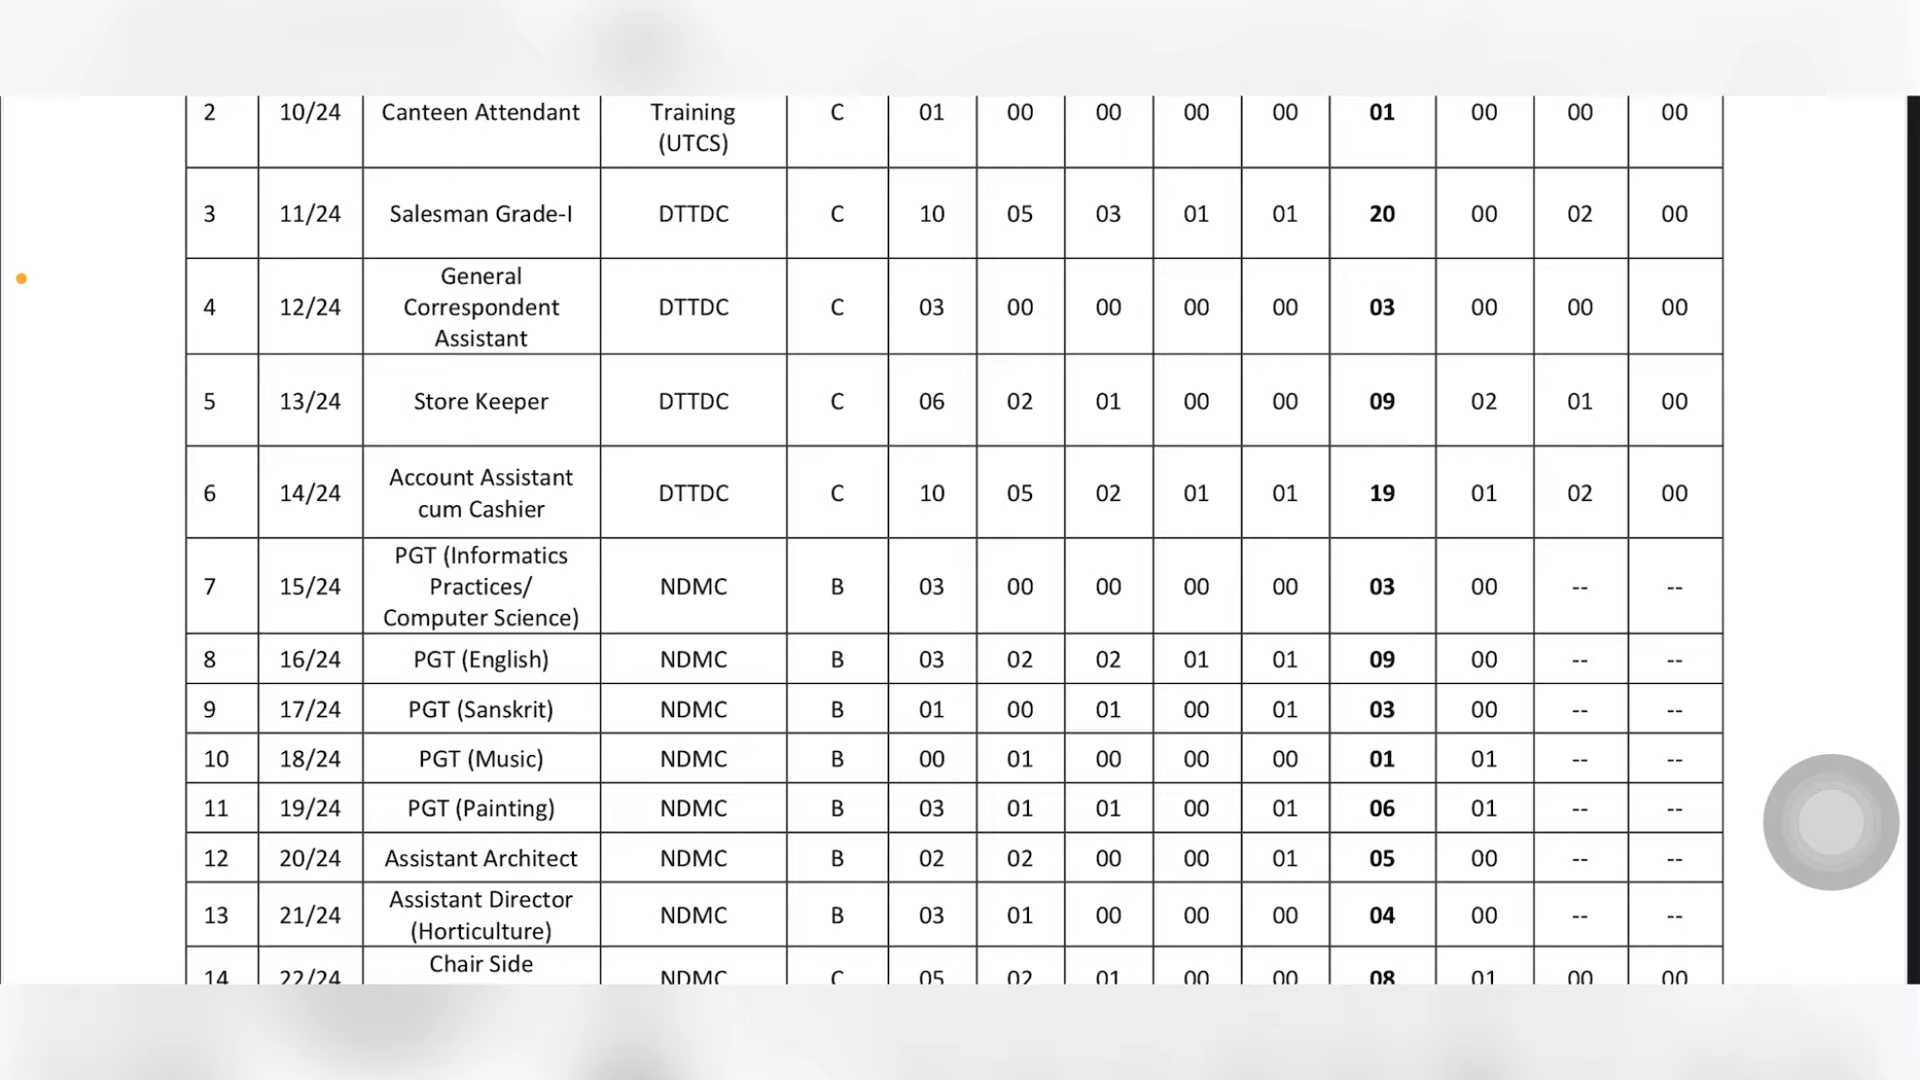 2 10/24 Canteen Attendant Training (UTCS) C 01 00 00 00 00 01 00 00 00
3 11/24 Salesman Grade-I DTTDC C 10 05 03 01 01 20 00 02 00
4 12/24 General Correspondent Assistant DTTDC C 03 00 00 00 00 03 00 00 00
5 13/24 Store Keeper DTTDC C 06 02 01 00 00 09 02 01 00
6 14/24 Account Assistant cum Cashier DTTDC C 10 05 02 01 01 19 01 02 00
7 15/24 PGT (Informatics Practices/ Computer Science) NDMC B 03 00 00 00 00 03 00 -- --
8 16/24 PGT (English) NDMC B 03 02 02 01 01 09 00 -- --
9 17/24 PGT (Sanskrit) NDMC B 01 00 01 00 01 03 00 -- --
10 18/24 PGT (Music) NDMC B 00 01 00 00 00 01 01 -- --
11 19/24 PGT (Painting) NDMC B 03 01 01 00 01 06 01 -- --
12 20/24 Assistant Architect NDMC B 02 02 00 00 01 05 00 -- --
13 21/24 Assistant Director (Horticulture) NDMC B 03 01 00 00 00 04 00 -- --
14 22/24 Chair Side NDMC C 05 02 01 00 00 08 01 00 00